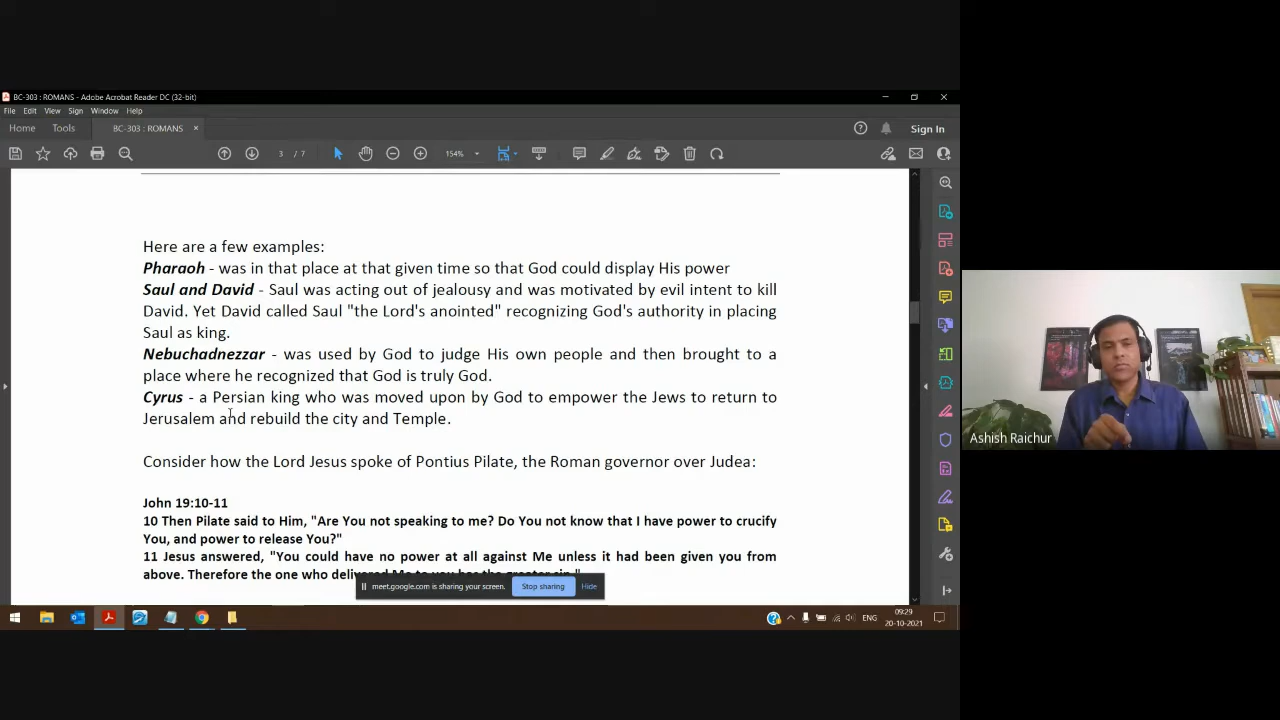 BC-303 : ROMANS - Adobe Acrobat Reader DC (32-bit)
File Edit View Sign Window Help
Home Tools BC-303 : ROMANS × Sign In
3 / 7 154%
Here are a few examples:
Pharaoh - was in that place at that given time so that God could display His power
Saul and David - Saul was acting out of jealousy and was motivated by evil intent to kill
David. Yet David called Saul "the Lord's anointed" recognizing God's authority in placing
Saul as king.
Nebuchadnezzar - was used by God to judge His own people and then brought to a
place where he recognized that God is truly God.
Cyrus - a Persian king who was moved upon by God to empower the Jews to return to
Jerusalem and rebuild the city and Temple.
Consider how the Lord Jesus spoke of Pontius Pilate, the Roman governor over Judea:
John 19:10-11
10 Then Pilate said to Him, "Are You not speaking to me? Do You not know that I have power to crucify
You, and power to release You?"
11 Jesus answered, "You could have no power at all against Me unless it had been given you from
above. Therefore the one who delivered Me to you has the greater sin."
meet.google.com is sharing your screen. Stop sharing Hide
ENG 09:29
20-10-2021
Ashish Raichur